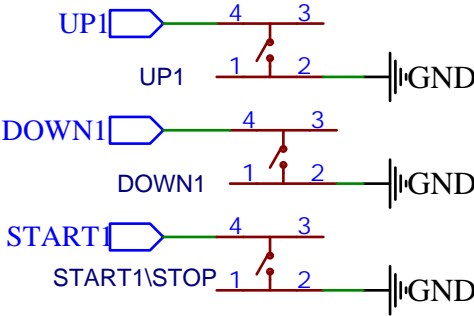 UP1 4 3
UP1 1 2 GND
DOWN1 4 3
DOWN1 1 2 GND
START1 4 3
START1\STOP 1 2 GND